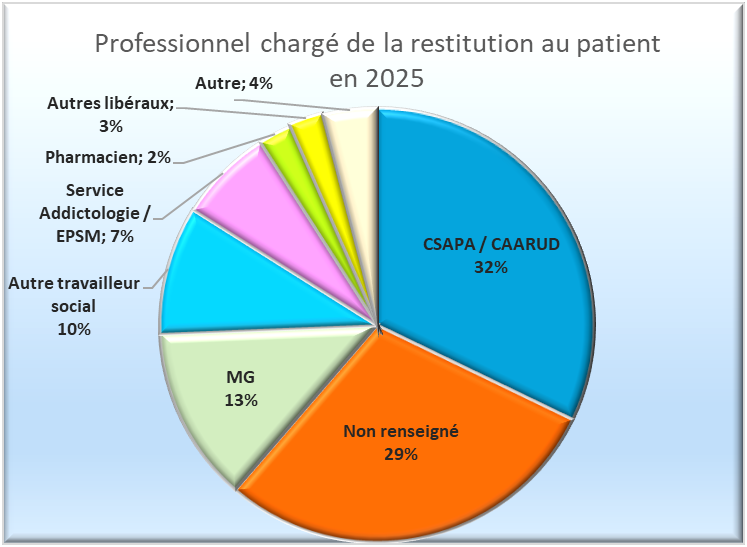 Professionnel chargé de la restitution au patient
en 2025
Autre; 4%
Autres libéraux;
3%
Pharmacien; 2%
Service
Addictologie /
EPSM; 7%
Autre travailleur
social
10%
MG
13%
Non renseigné
29%
CSAPA / CAARUD
32%